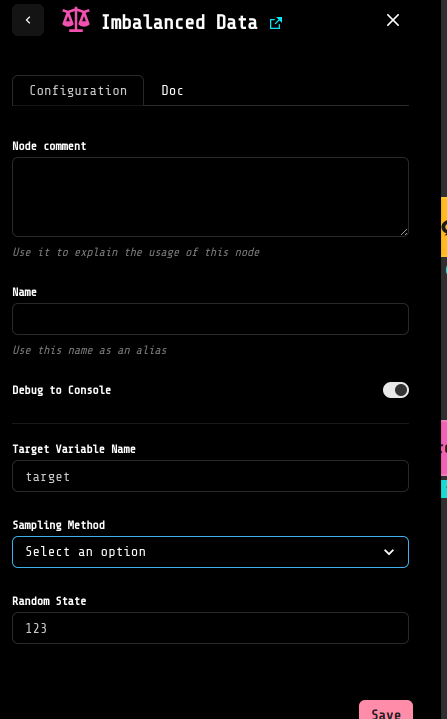 Imbalanced Data
Configuration Doc
Node comment
Use it to explain the usage of this node
Name
Use this name as an alias
Debug to Console
Target Variable Name
target
Sampling Method
Select an option
Random State
123
Save